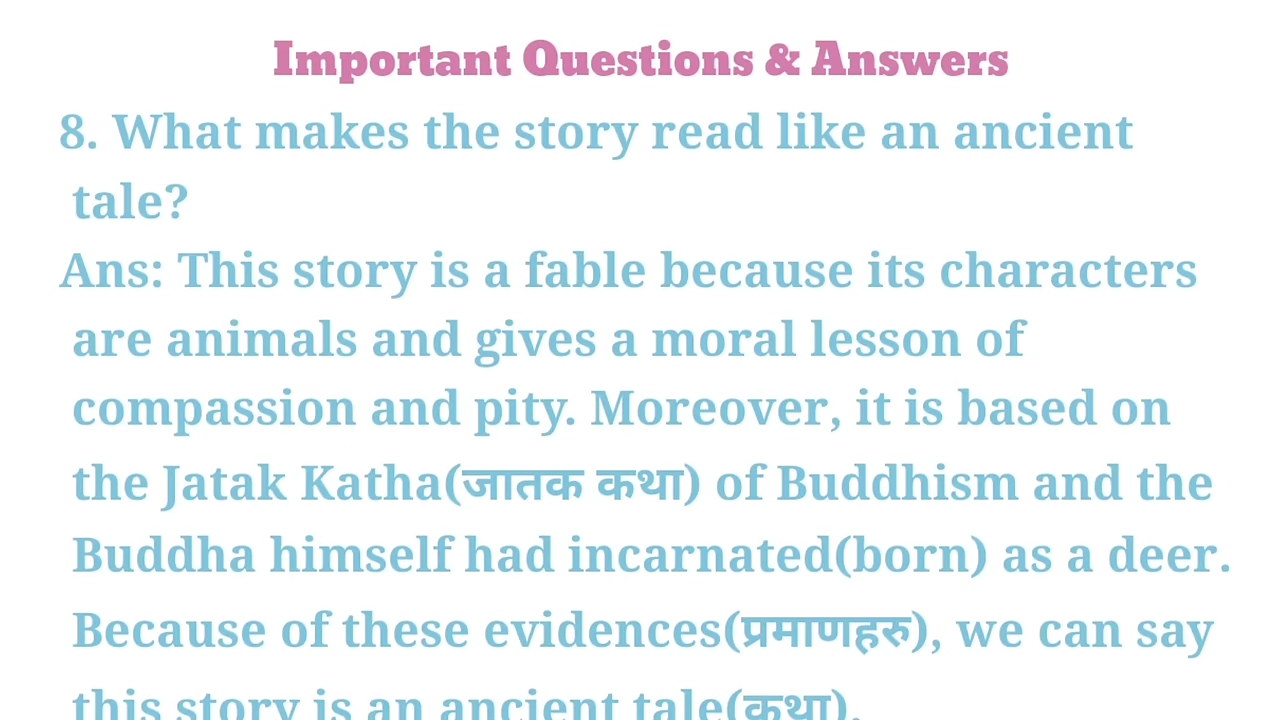 Important Questions & Answers
8. What makes the story read like an ancient
tale?
Ans: This story is a fable because its characters
are animals and gives a moral lesson of
compassion and pity. Moreover, it is based on
the Jatak Katha(जातक कथा) of Buddhism and the
Buddha himself had incarnated(born) as a deer.
Because of these evidences(प्रमाणहरु), we can say
this story is an ancient tale(कथा).